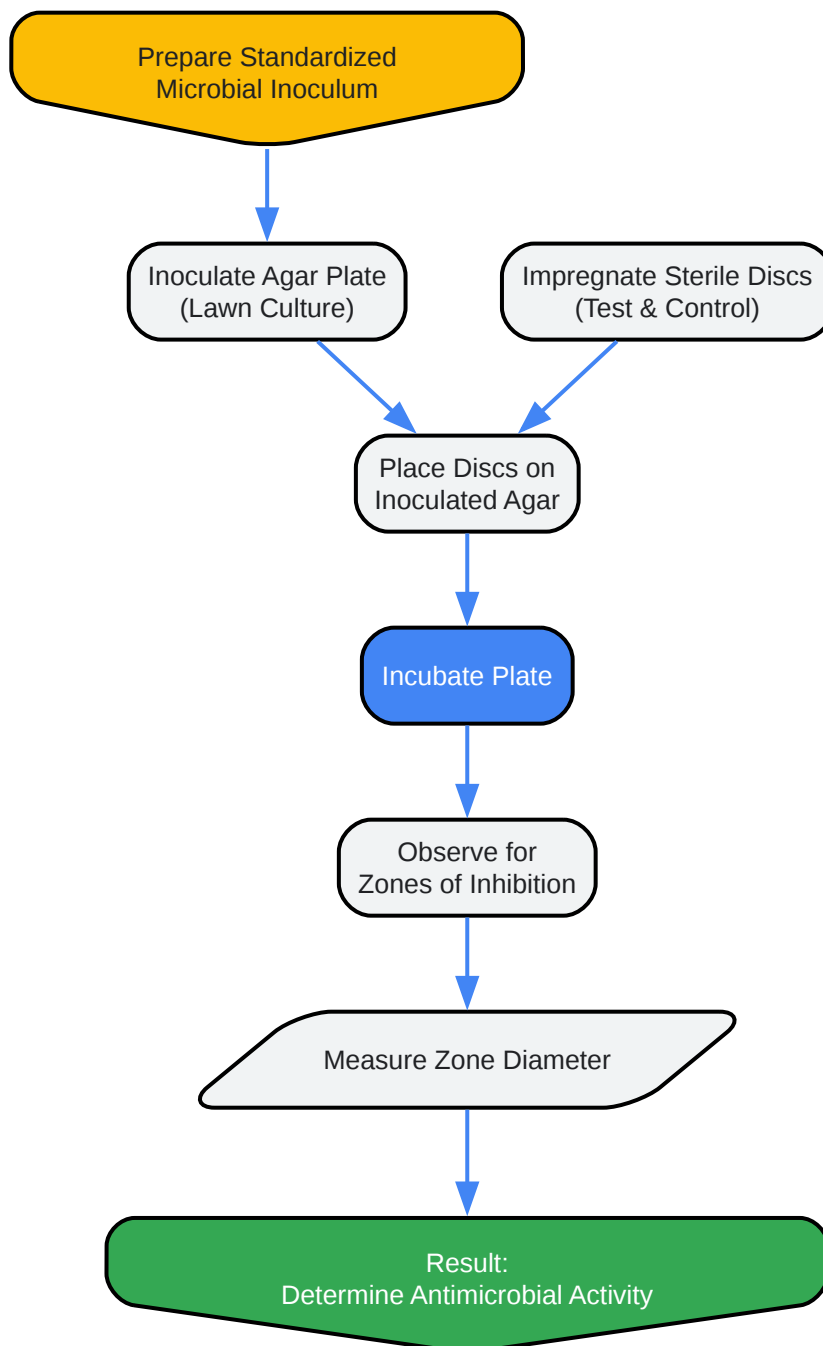 Prepare Standardized
Microbial Inoculum
Inoculate Agar Plate
(Lawn Culture)
Impregnate Sterile Discs
(Test & Control)
Place Discs on
Inoculated Agar
Incubate Plate
Observe for
Zones of Inhibition
Measure Zone Diameter
Result:
Determine Antimicrobial Activity